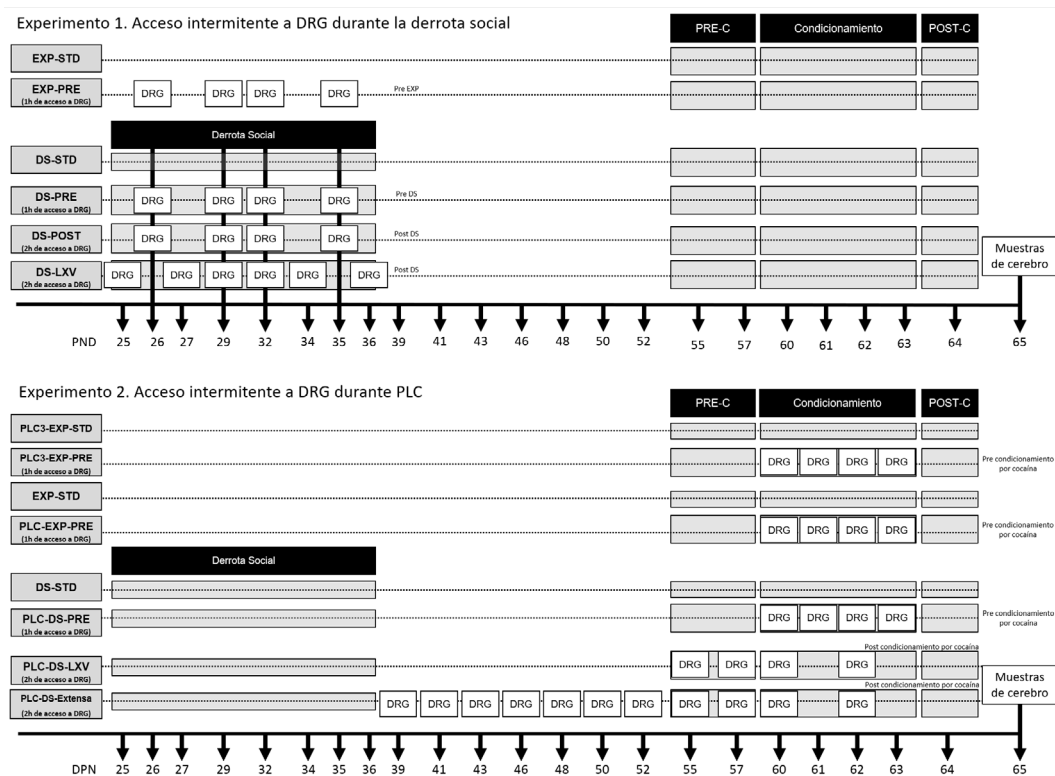 Experimento 1. Acceso intermitente a DRG durante la derrota social
PRE-C Condicionamiento POST-C
EXP-STD
EXP-PRE
(1h de acceso a DRG)
DRG DRG DRG DRG
Pre EXP
Derrota Social
DS-STD
DS-PRE
(1h de acceso a DRG)
DRG DRG DRG DRG
Pre DS
DS-POST
(2h de acceso a DRG)
DRG DRG DRG DRG
Post DS
DS-LXV
(2h de acceso a DRG)
DRG DRG DRG DRG DRG DRG
Post DS
Muestras
de cerebro
PND 25 26 27 29 32 34 35 36 39 41 43 46 48 50 52 55 57 60 61 62 63 64 65
Experimento 2. Acceso intermitente a DRG durante PLC
PRE-C Condicionamiento POST-C
PLC3-EXP-STD
PLC3-EXP-PRE
(1h de acceso a DRG)
DRG DRG DRG DRG
Pre condicionamiento
por cocaína
EXP-STD
PLC-EXP-PRE
(1h de acceso a DRG)
DRG DRG DRG DRG
Pre condicionamiento
por cocaína
Derrota Social
DS-STD
PLC-DS-PRE
(1h de acceso a DRG)
DRG DRG DRG DRG
Pre condicionamiento
por cocaína
Post condicionamiento por cocaína
PLC-DS-LXV
(2h de acceso a DRG)
DRG DRG DRG DRG
Post condicionamiento por cocaína
PLC-DS-Extensa
(2h de acceso a DRG)
DRG DRG DRG DRG DRG DRG DRG DRG DRG DRG DRG
Muestras
de cerebro
DPN 25 26 27 29 32 34 35 36 39 41 43 46 48 50 52 55 57 60 61 62 63 64 65